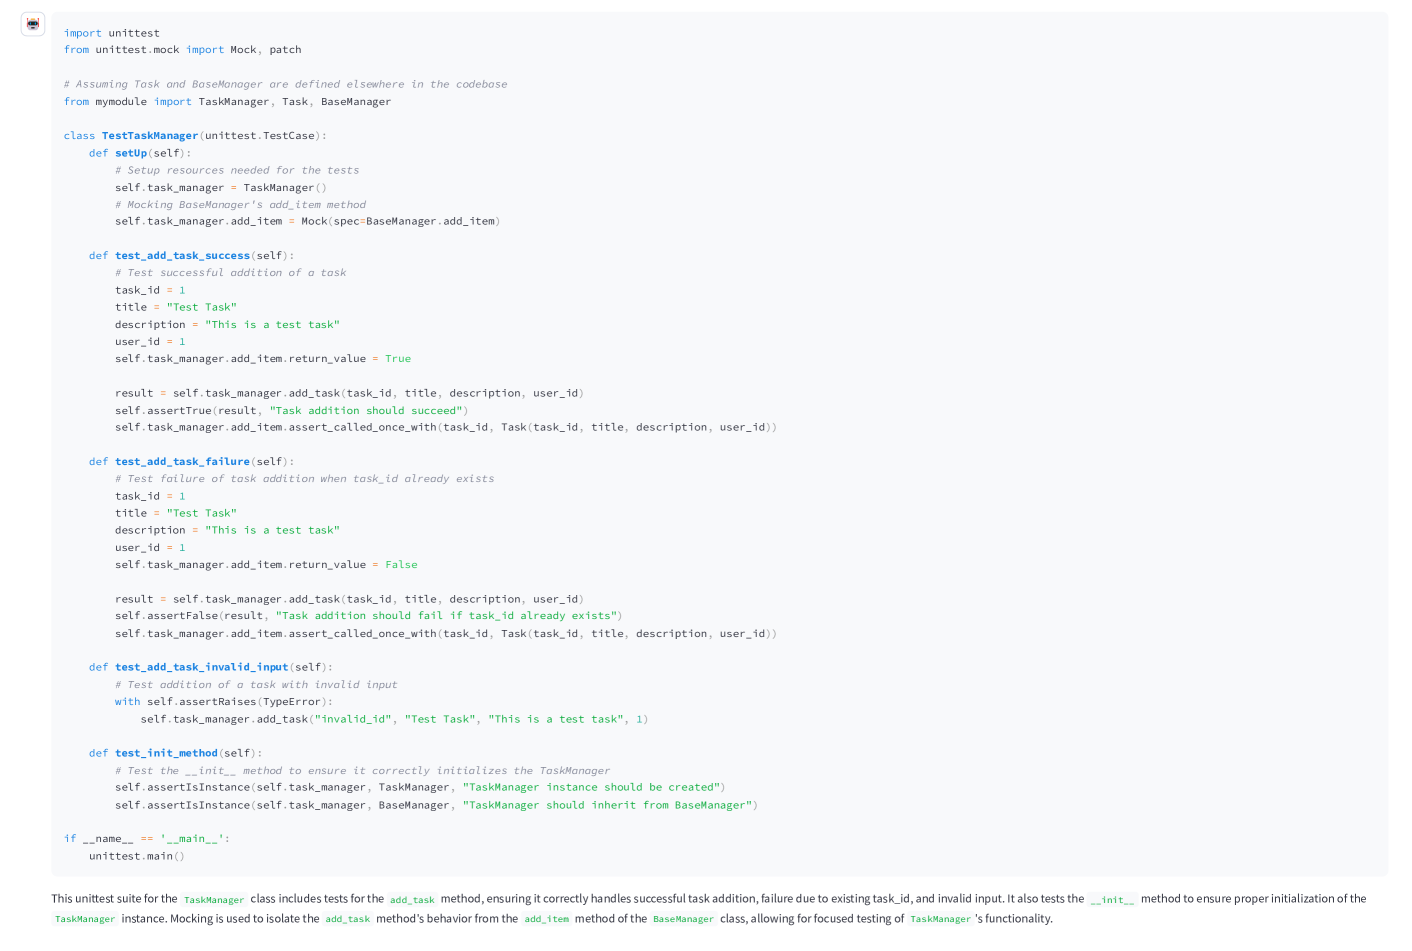 import unittest
from unittest.mock import Mock, patch

# Assuming Task and BaseManager are defined elsewhere in the codebase
from mymodule import TaskManager, Task, BaseManager

class TestTaskManager(unittest.TestCase):
    def setUp(self):
        # Setup resources needed for the tests
        self.task_manager = TaskManager()
        # Mocking BaseManager's add_item method
        self.task_manager.add_item = Mock(spec=BaseManager.add_item)

    def test_add_task_success(self):
        # Test successful addition of a task
        task_id = 1
        title = "Test Task"
        description = "This is a test task"
        user_id = 1
        self.task_manager.add_item.return_value = True

        result = self.task_manager.add_task(task_id, title, description, user_id)
        self.assertTrue(result, "Task addition should succeed")
        self.task_manager.add_item.assert_called_once_with(task_id, Task(task_id, title, description, user_id))

    def test_add_task_failure(self):
        # Test failure of task addition when task_id already exists
        task_id = 1
        title = "Test Task"
        description = "This is a test task"
        user_id = 1
        self.task_manager.add_item.return_value = False

        result = self.task_manager.add_task(task_id, title, description, user_id)
        self.assertFalse(result, "Task addition should fail if task_id already exists")
        self.task_manager.add_item.assert_called_once_with(task_id, Task(task_id, title, description, user_id))

    def test_add_task_invalid_input(self):
        # Test addition of a task with invalid input
        with self.assertRaises(TypeError):
            self.task_manager.add_task("invalid_id", "Test Task", "This is a test task", 1)

    def test_init_method(self):
        # Test the __init__ method to ensure it correctly initializes the TaskManager
        self.assertIsInstance(self.task_manager, TaskManager, "TaskManager instance should be created")
        self.assertIsInstance(self.task_manager, BaseManager, "TaskManager should inherit from BaseManager")

if __name__ == '__main__':
    unittest.main()

This unittest suite for the TaskManager class includes tests for the add_task method, ensuring it correctly handles successful task addition, failure due to existing task_id, and invalid input. It also tests the __init__ method to ensure proper initialization of the
TaskManager instance. Mocking is used to isolate the add_task method's behavior from the add_item method of the BaseManager class, allowing for focused testing of TaskManager 's functionality.